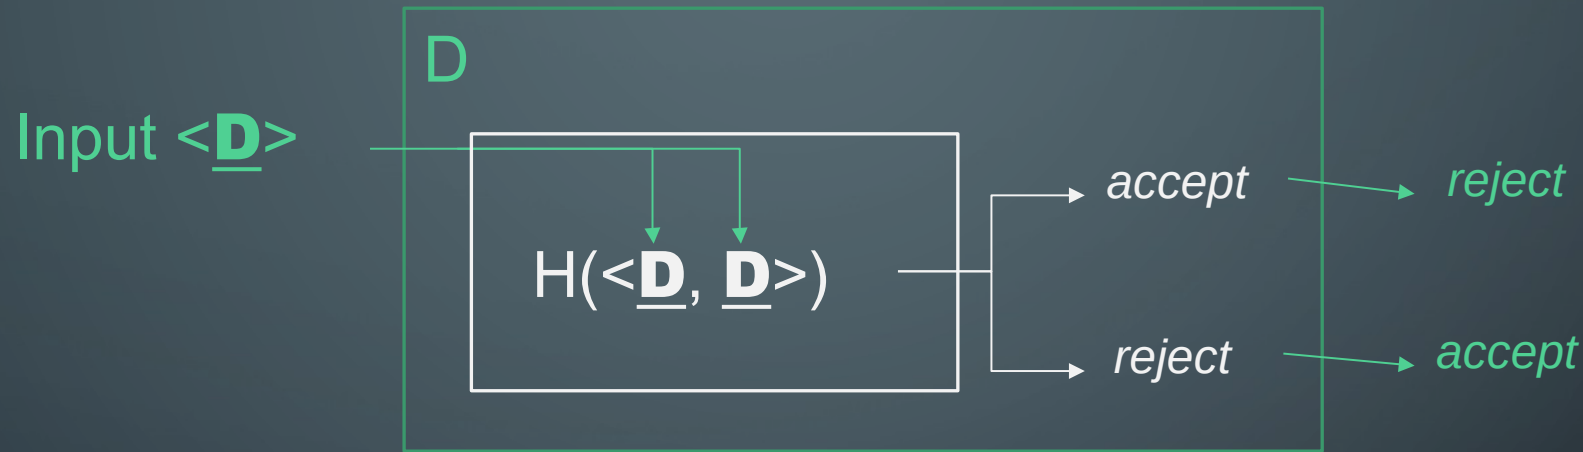 D
Input <D>
H(<D, D>)
accept
reject
reject
accept